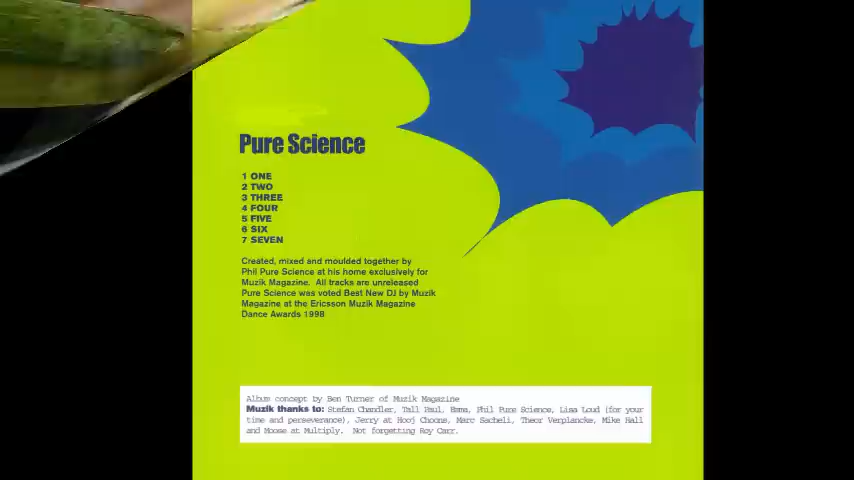 Pure Science
1 ONE
2 TWO
3 THREE
4 FOUR
5 FIVE
6 SIX
7 SEVEN
Created, mixed and moulded together by
Phil Pure Science at his home exclusively for
Muzik Magazine. All tracks are unreleased
Pure Science was voted Best New DJ by Muzik
Magazine at the Ericsson Muzik Magazine
Dance Awards 1998
Album concept by Ben Turner of Muzik Magazine
Muzik thanks to: Stefan Chandler, Tall Paul, Emma, Phil Pure Science, Lisa Loud (for your
time and perseverance), Jerry at Hooj Choons, Marc Sacheli, Theor Verplancke, Mike Hall
and Moose at Multiply. Not forgetting Roy Carr.